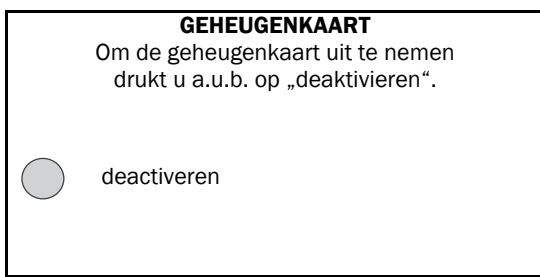 GEHEUGENKAART
Om de geheugenkaart uit te nemen
drukt u a.u.b. op „deaktivieren“.
deactiveren